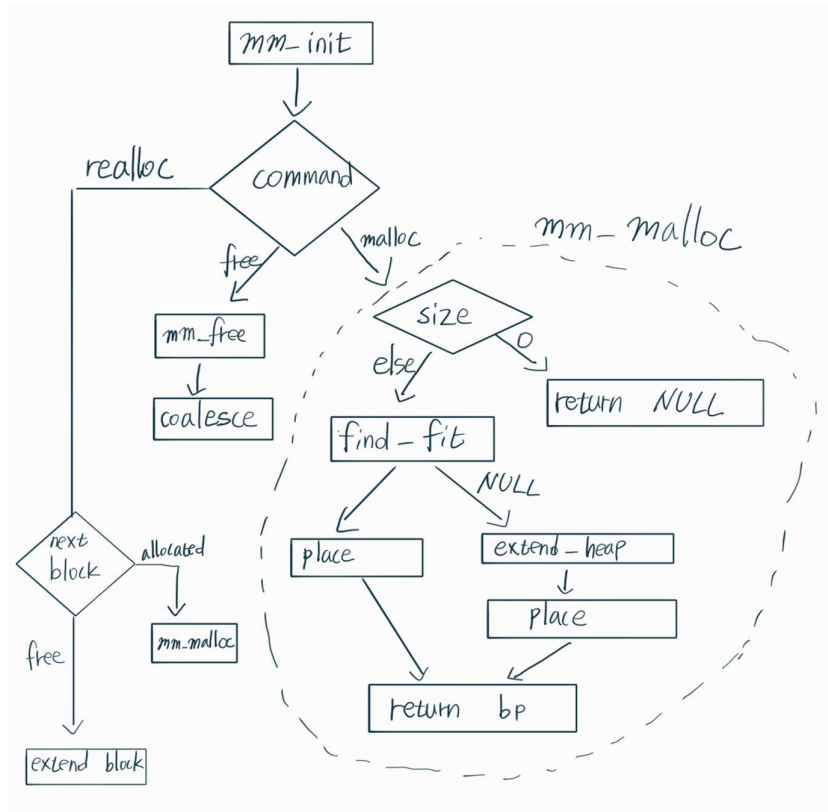 mm_init
command
realloc
free
malloc
mm_malloc
mm_free
coalesce
size
0
else
return NULL
find_fit
NULL
place
extend_heap
place
return bp
next
block
allocated
mm_malloc
free
extend block